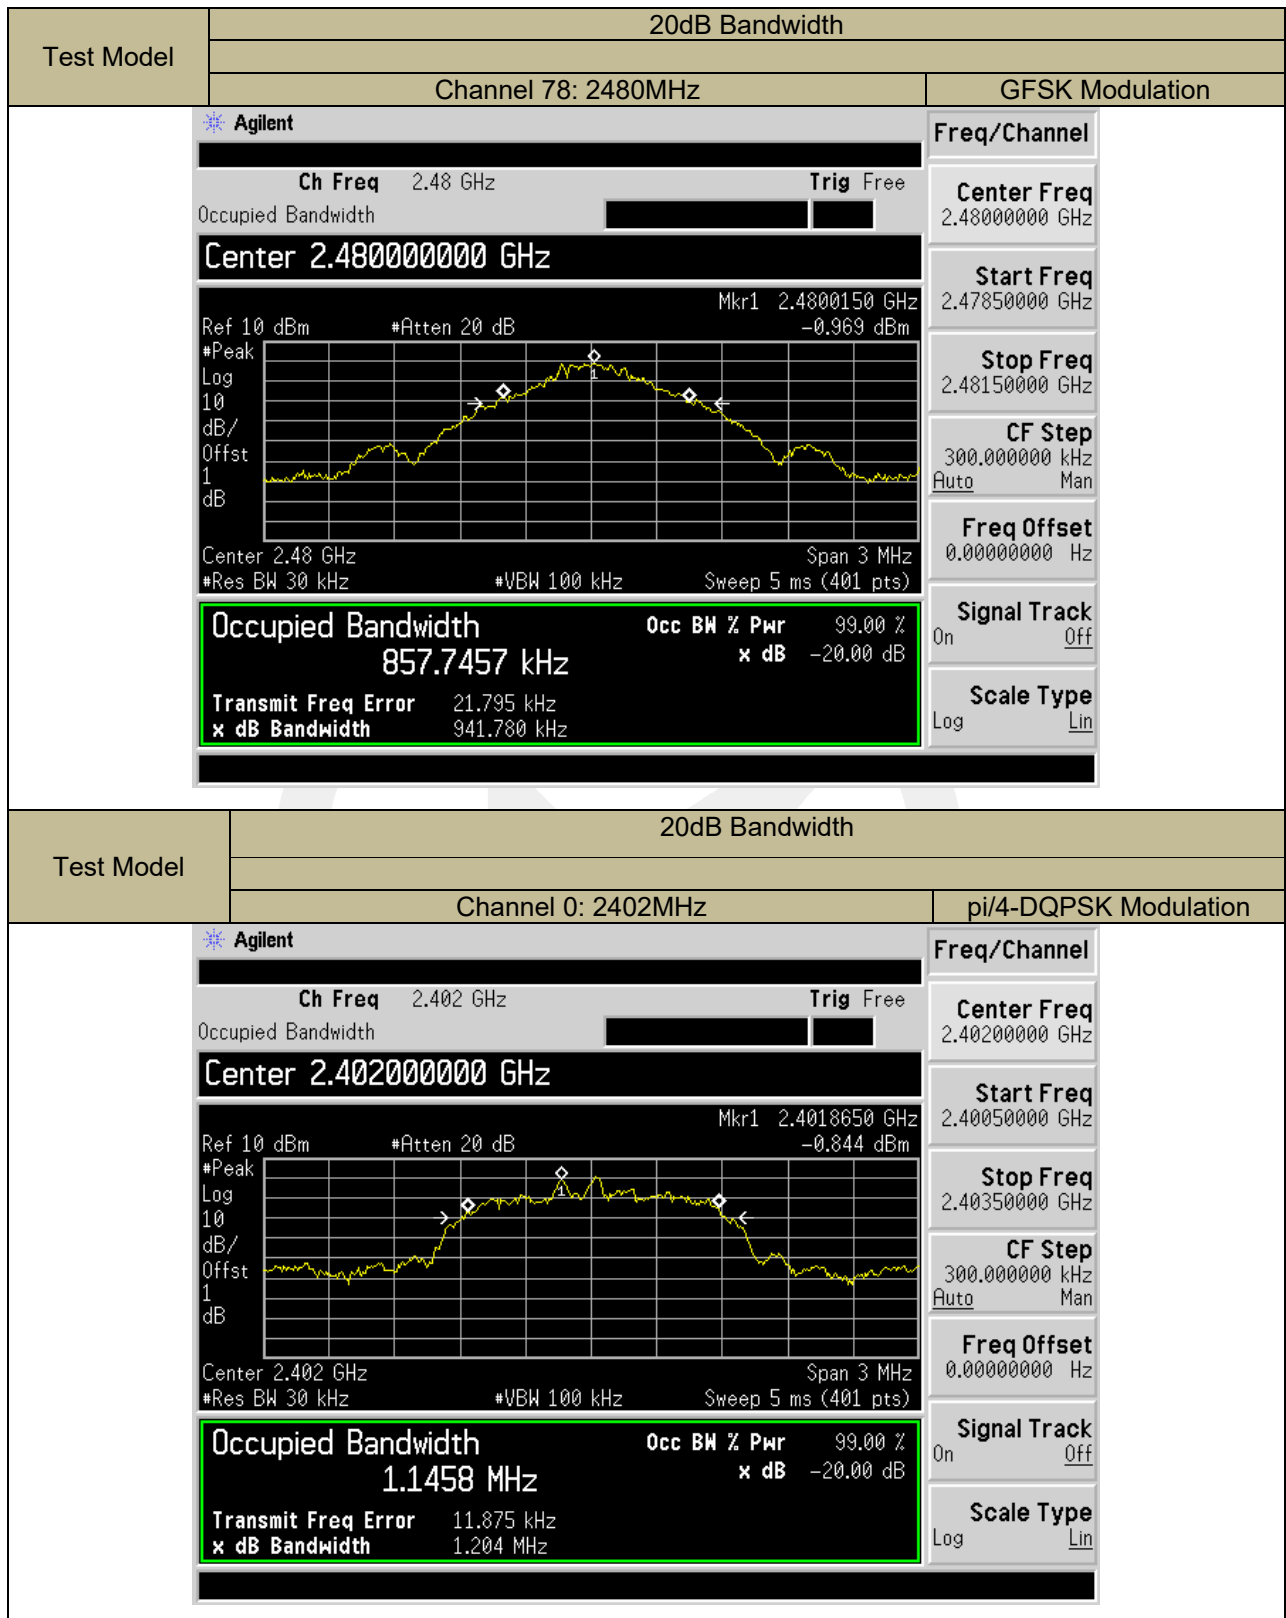 Test Model
20dB Bandwidth
Channel 78: 2480MHz
GFSK Modulation
Agilent
Freq/Channel
Ch Freq 2.48 GHz Trig Free
Occupied Bandwidth
Center 2.480000000 GHz
Mkr1 2.4800150 GHz
Ref 10 dBm #Atten 20 dB -0.969 dBm
#Peak
Log
10
dB/
Offst
1
dB
1
Center 2.48 GHz Span 3 MHz
#Res BW 30 kHz #VBW 100 kHz Sweep 5 ms (401 pts)
Occupied Bandwidth Occ BW % Pwr 99.00 %
857.7457 kHz x dB -20.00 dB
Transmit Freq Error 21.795 kHz
x dB Bandwidth 941.780 kHz
Center Freq
2.48000000 GHz
Start Freq
2.47850000 GHz
Stop Freq
2.48150000 GHz
CF Step
300.000000 kHz
Auto Man
Freq Offset
0.00000000 Hz
Signal Track
On Off
Scale Type
Log Lin
Test Model
20dB Bandwidth
Channel 0: 2402MHz
pi/4-DQPSK Modulation
Agilent
Freq/Channel
Ch Freq 2.402 GHz Trig Free
Occupied Bandwidth
Center 2.402000000 GHz
Mkr1 2.4018650 GHz
Ref 10 dBm #Atten 20 dB -0.844 dBm
#Peak
Log
10
dB/
Offst
1
dB
1
Center 2.402 GHz Span 3 MHz
#Res BW 30 kHz #VBW 100 kHz Sweep 5 ms (401 pts)
Occupied Bandwidth Occ BW % Pwr 99.00 %
1.1458 MHz x dB -20.00 dB
Transmit Freq Error 11.875 kHz
x dB Bandwidth 1.204 MHz
Center Freq
2.40200000 GHz
Start Freq
2.40050000 GHz
Stop Freq
2.40350000 GHz
CF Step
300.000000 kHz
Auto Man
Freq Offset
0.00000000 Hz
Signal Track
On Off
Scale Type
Log Lin